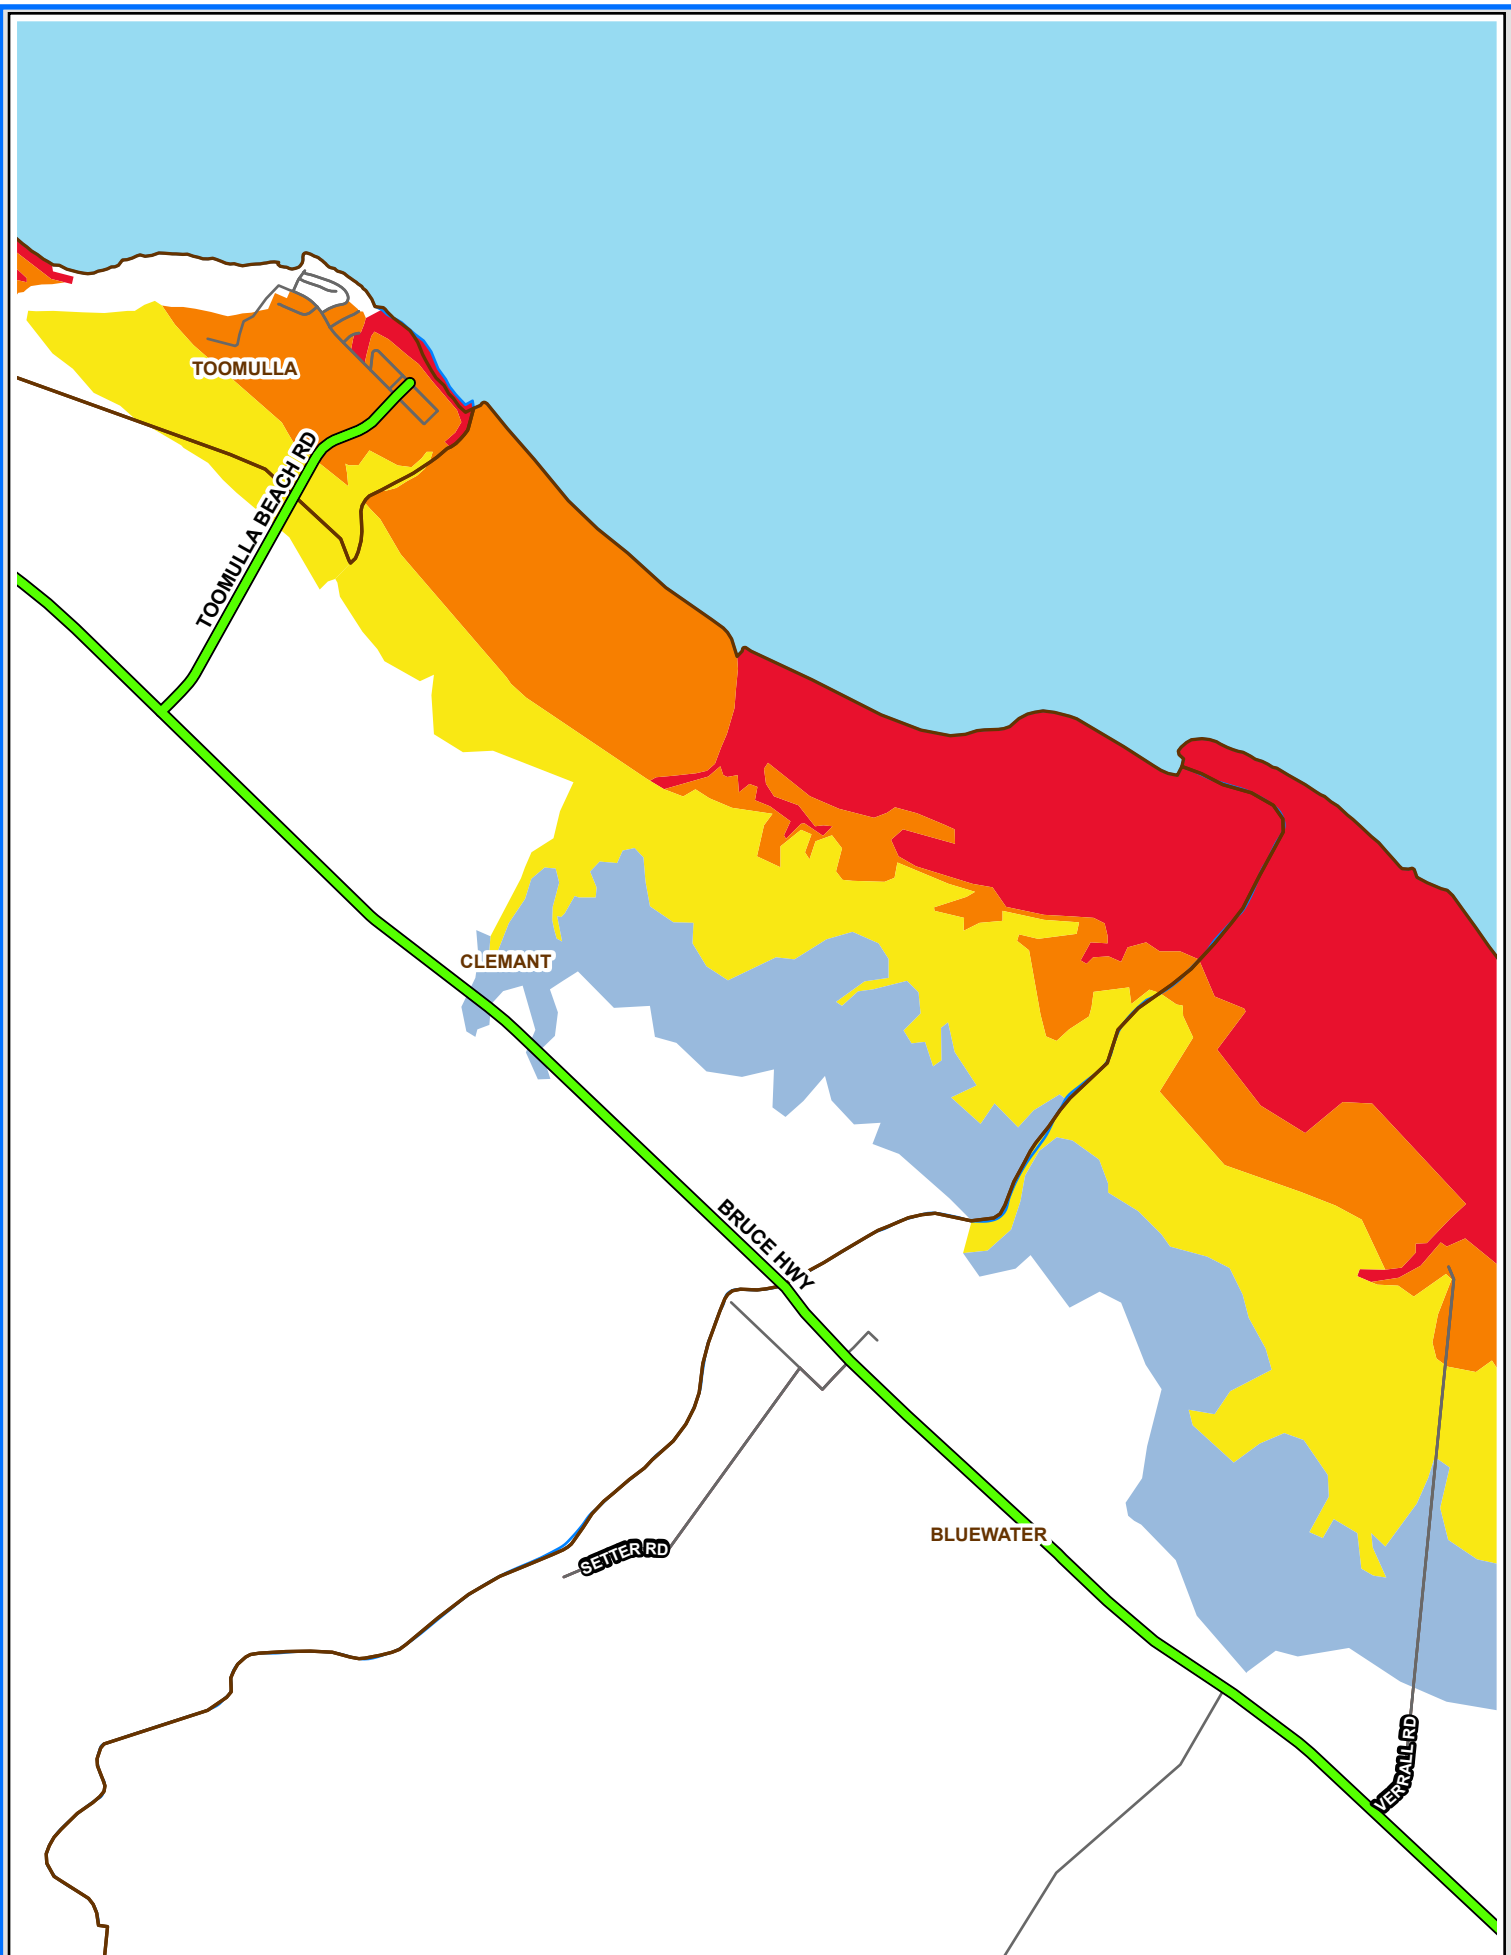 TOOMULLA
TOOMULLA BEACH RD
CLEMANT
BRUCE HWY
BLUEWATER
SETTER RD
VERRALL RD